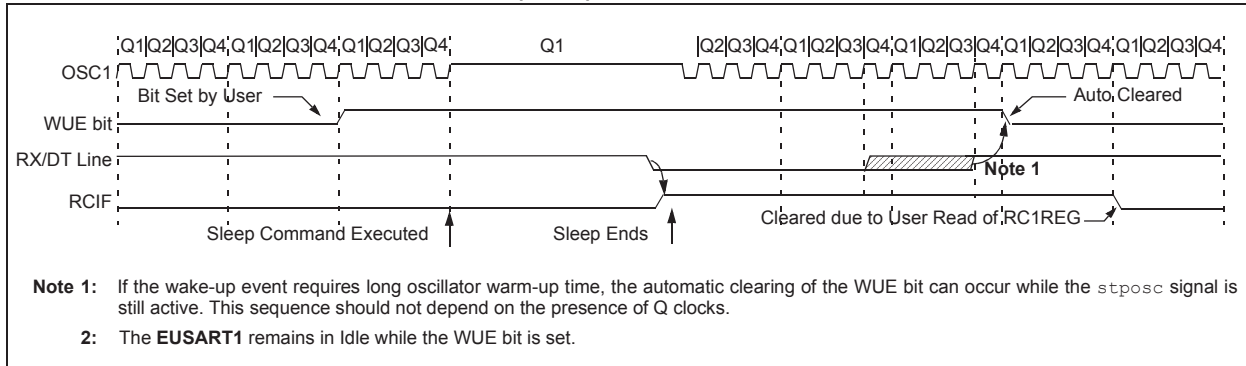 Q1|Q2|Q3|Q4|Q1|Q2|Q3|Q4|Q1|Q2|Q3|Q4 Q1 |Q2|Q3|Q4|Q1|Q2|Q3|Q4|Q1|Q2|Q3|Q4|Q1|Q2|Q3|Q4|Q1|Q2|Q3|Q4
OSC1
Bit Set by User
Auto Cleared
WUE bit
RX/DT Line
Note 1
RCIF
Cleared due to User Read of RC1REG
Sleep Command Executed
Sleep Ends
Note 1: If the wake-up event requires long oscillator warm-up time, the automatic clearing of the WUE bit can occur while the stposc signal is
still active. This sequence should not depend on the presence of Q clocks.
2: The EUSART1 remains in Idle while the WUE bit is set.